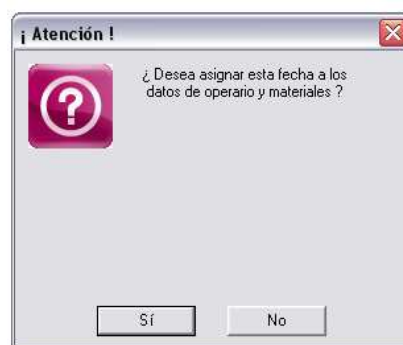 ¡ Atención !
¿ Desea asignar esta fecha a los
datos de operario y materiales ?
Sí
No